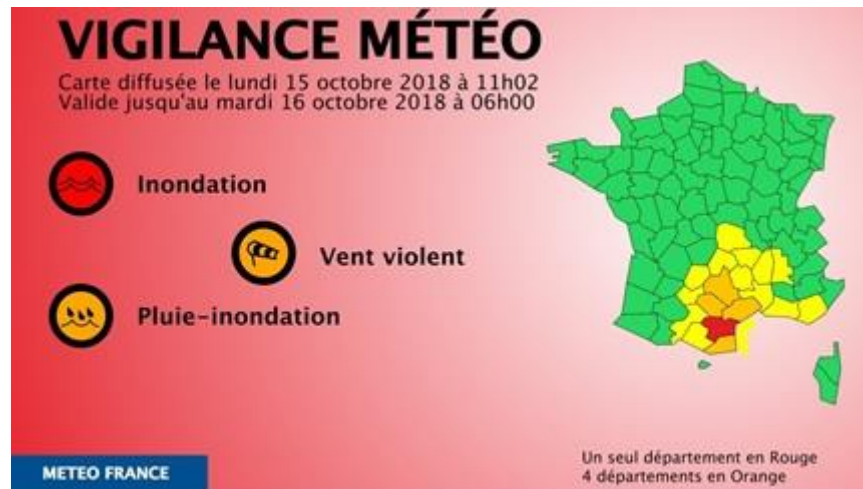 VIGILANCE MÉTÉO
Carte diffusée le lundi 15 octobre 2018 à 11h02
Valide jusqu'au mardi 16 octobre 2018 à 06h00
Inondation
Vent violent
Pluie-inondation
Un seul département en Rouge
4 départements en Orange
METEO FRANCE